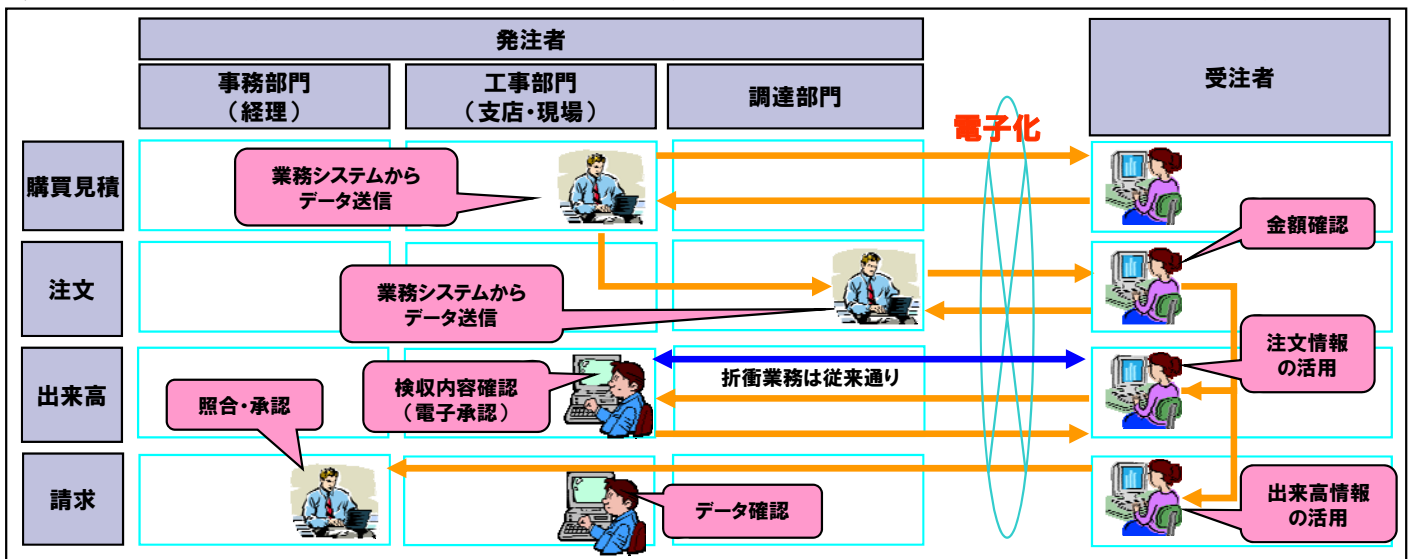 発注者
受注者
事務部門
（経理）
工事部門
（支店・現場）
調達部門
電子化
購買見積
業務システムから
データ送信
金額確認
注文
業務システムから
データ送信
注文情報
の活用
出来高
照合・承認
検収内容確認
（電子承認）
折衝業務は従来通り
請求
データ確認
出来高情報
の活用